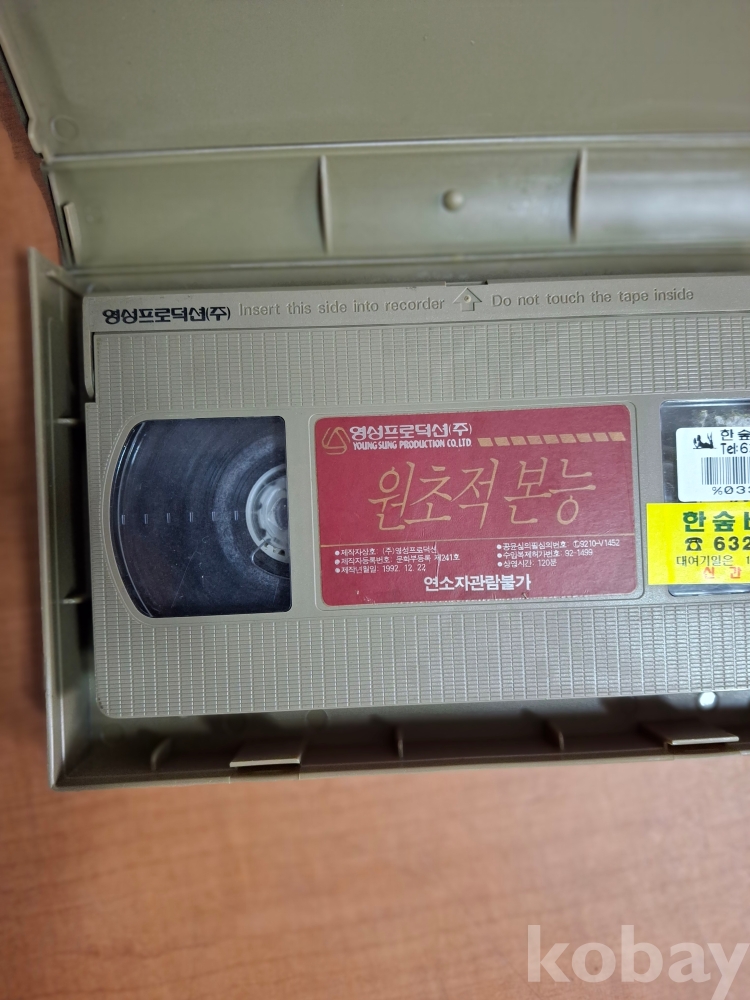 영성프로덕션(주) Insert this side into recorder Do not touch the tape inside
영성프로덕션(주)
YOUNG SUNG PRODUCTION CO.,LTD
원초적 본능
● 제작자상호 (주)영성프로덕션
● 제작자등록번호: 문화부등록 제241호
● 제작년월일: 1992. 12. 22
● 공윤심의필심의번호: 9210-V1452
● 수입복제허가번호: 92-1499
● 상영시간: 120분
연소자관람불가
한숲
Tel:6
%03
한숲
☎ 632
대여기일은 1
신 간
kobay